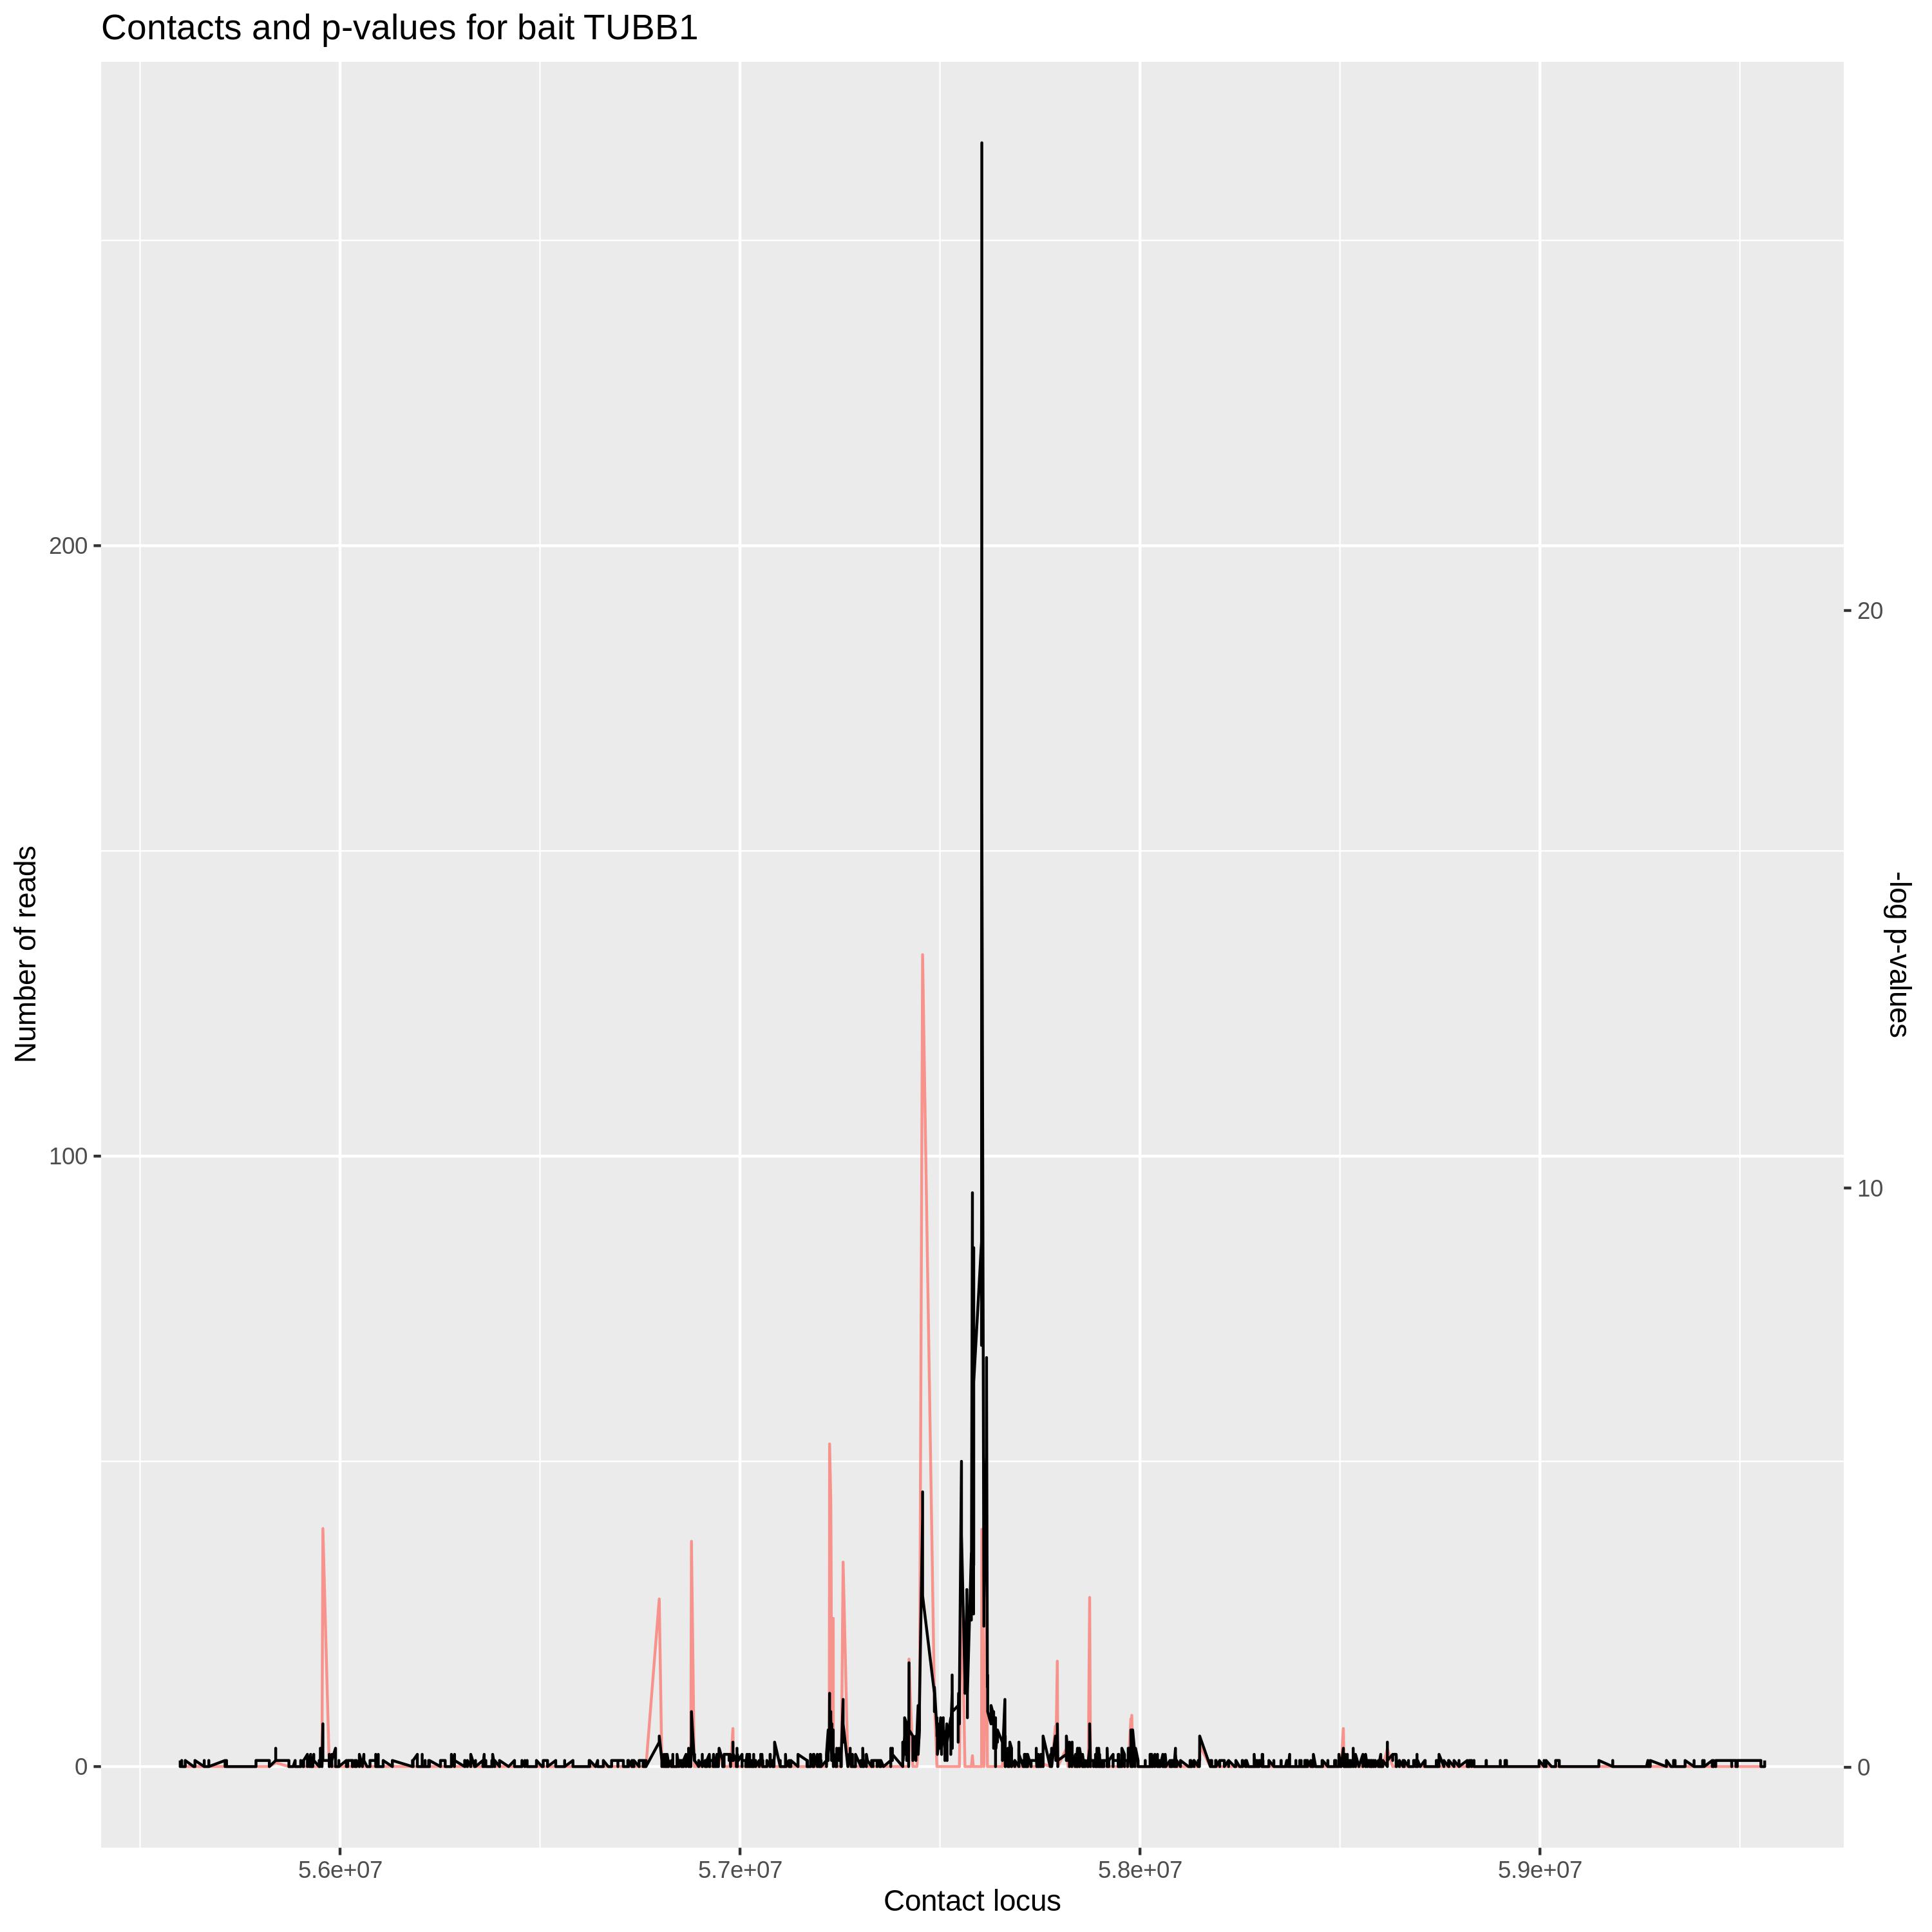 Contacts and p-values for bait TUBB1
Number of reads
200
100
0
20
10
0
-log p-values
5.6e+07 5.7e+07 5.8e+07 5.9e+07
Contact locus